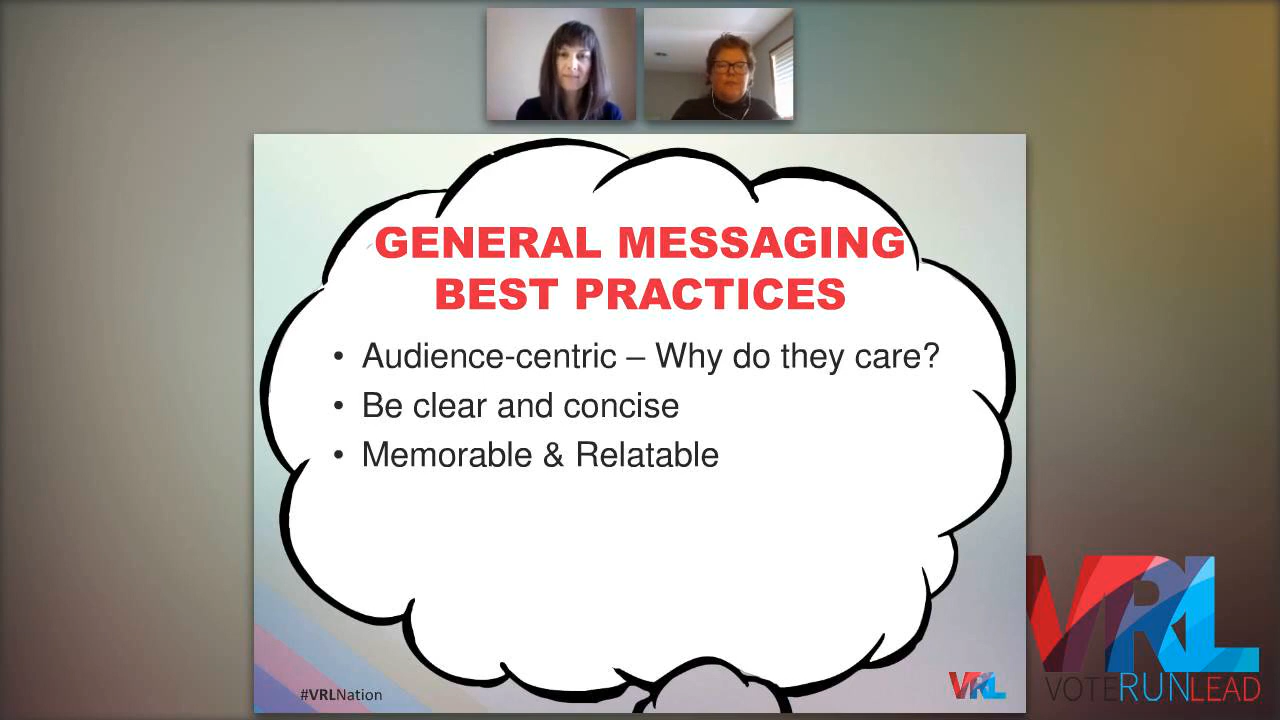 GENERAL MESSAGING
BEST PRACTICES
• Audience-centric – Why do they care?
• Be clear and concise
• Memorable & Relatable
#VRLNation
VRL
VRL
VOTERUNLEAD